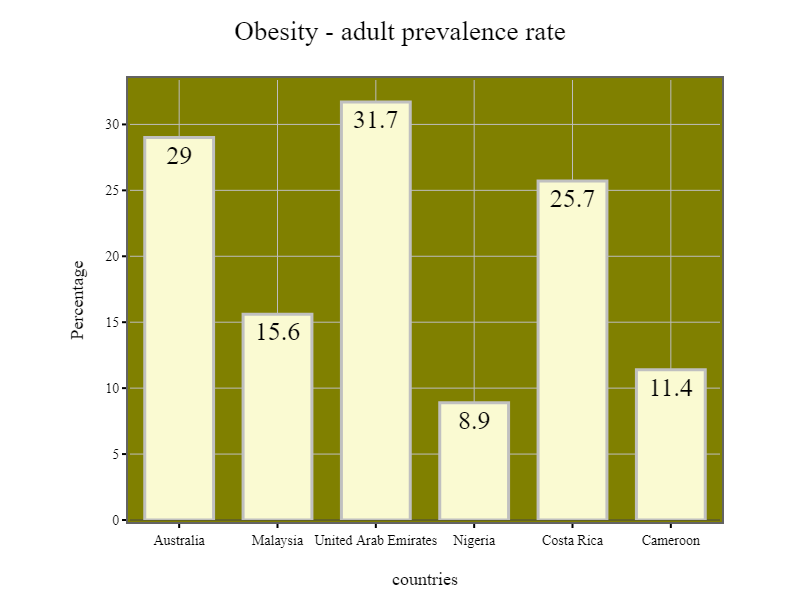 Obesity - adult prevalence rate
Percentage
30
25
20
15
10
5
0
29
15.6
31.7
8.9
25.7
11.4
Australia
Malaysia
United Arab Emirates
Nigeria
Costa Rica
Cameroon
countries